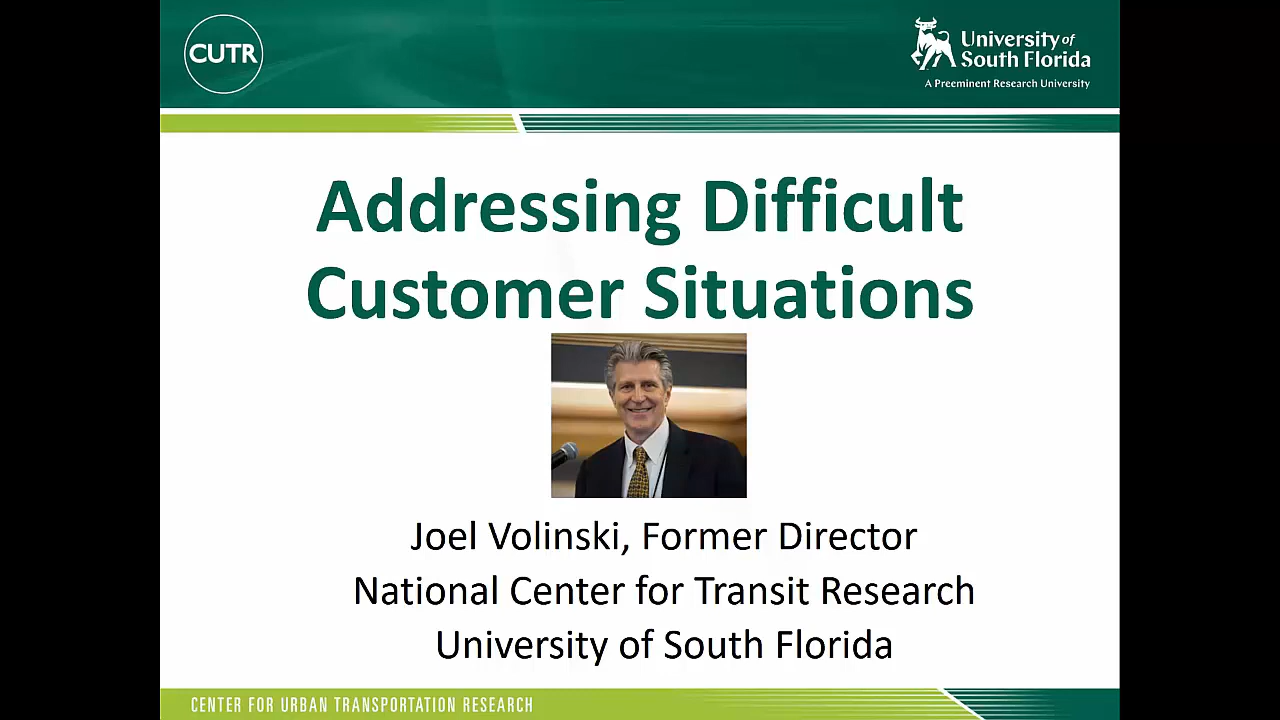 CUTR
University of
South Florida
A Preeminent Research University
Addressing Difficult
Customer Situations
Joel Volinski, Former Director
National Center for Transit Research
University of South Florida
CENTER FOR URBAN TRANSPORTATION RESEARCH